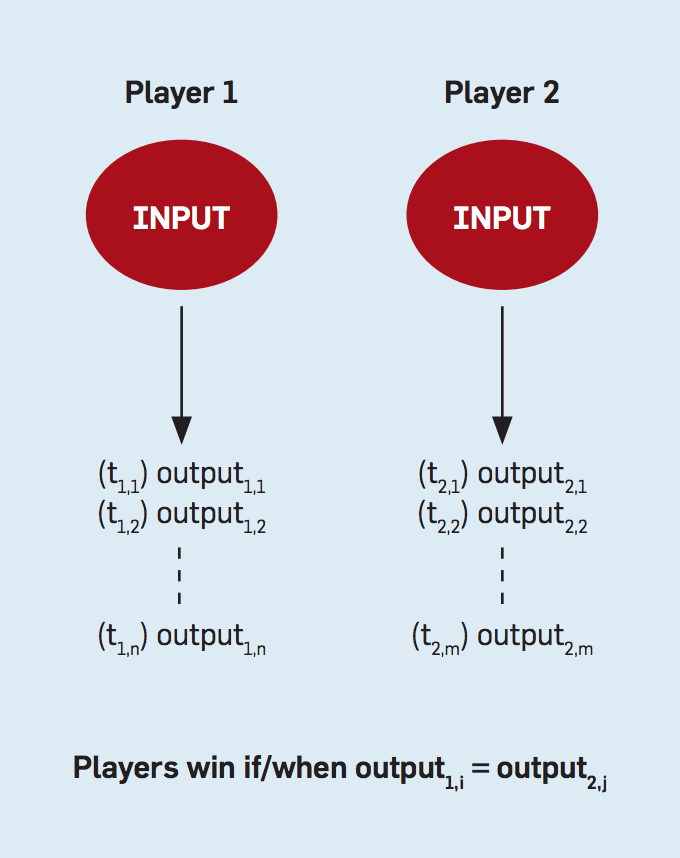 Player 1
Player 2
INPUT
INPUT
(t1,1) output1,1
(t1,2) output1,2
(t1,n) output1,n
(t2,1) output2,1
(t2,2) output2,2
(t2,m) output2,m
Players win if/when output1,i = output2,j